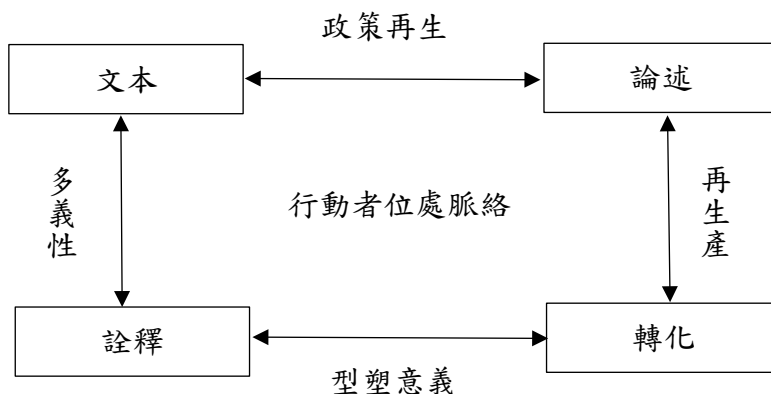 政策再生
文本
論述
多義性
行動者位處脈絡
再生產
詮釋
轉化
型塑意義